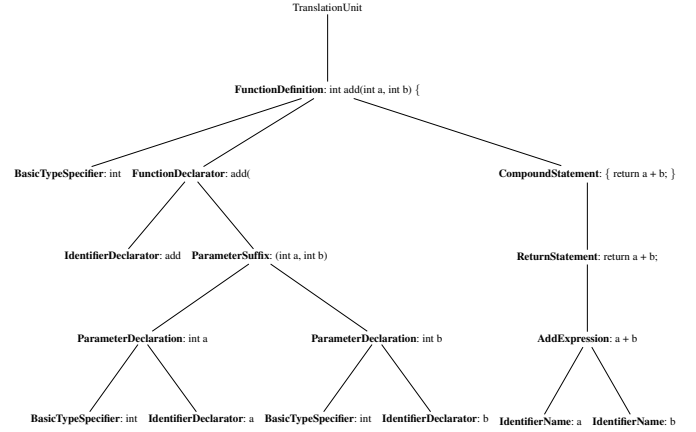 TranslationUnit
FunctionDefinition: int add(int a, int b) {
BasicTypeSpecifier: int
FunctionDeclarator: add(
CompoundStatement: { return a + b; }
IdentifierDeclarator: add
ParameterSuffix: (int a, int b)
ReturnStatement: return a + b;
ParameterDeclaration: int a
ParameterDeclaration: int b
AddExpression: a + b
BasicTypeSpecifier: int
IdentifierDeclarator: a
BasicTypeSpecifier: int
IdentifierDeclarator: b
IdentifierName: a
IdentifierName: b